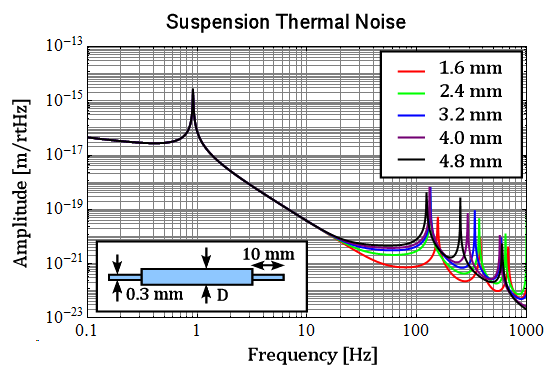 Suspension Thermal Noise
Amplitude [m/rtHz]
10⁻¹³
10⁻¹⁵
10⁻¹⁷
10⁻¹⁹
10⁻²¹
10⁻²³
1.6 mm
2.4 mm
3.2 mm
4.0 mm
4.8 mm
10 mm
0.3 mm
D
0.1
1
10
100
1000
Frequency [Hz]